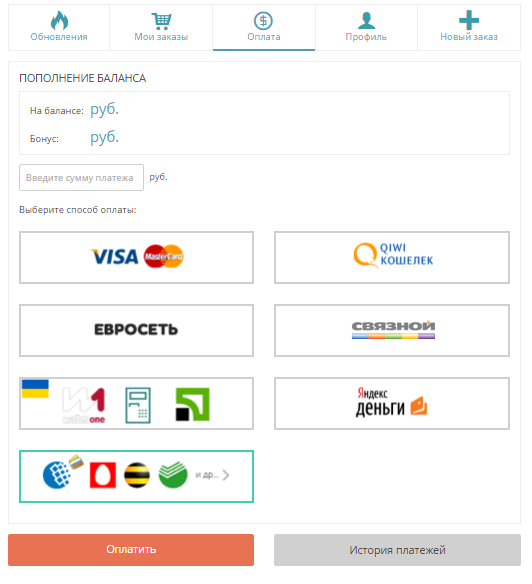 Обновления
Мои заказы
Оплата
Профиль
Новый заказ
ПОПОЛНЕНИЕ БАЛАНСА
На балансе: руб.
Бонус: руб.
Введите сумму платежа руб.
Выберите способ оплаты:
VISA MasterCard
QIWI
КОШЕЛЕК
ЕВРОСЕТЬ
СВЯЗНОЙ
W1
wallet one
Яндекс
деньги
и др...
Оплатить
История платежей